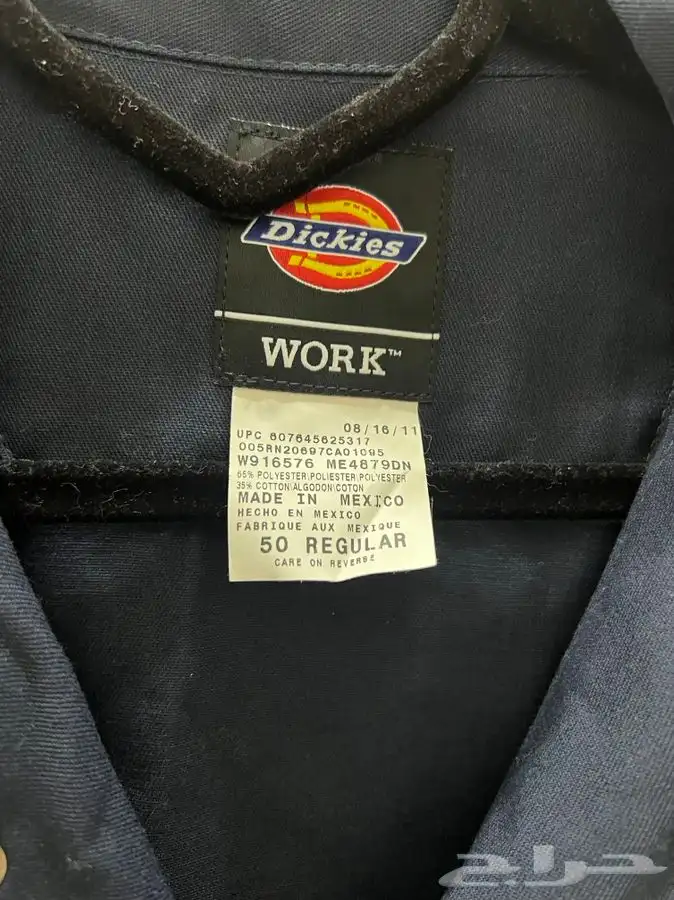 Dickies
WORK™
08/16/11
UPC 607645625317
005RN20697CA01095
W916576 ME4879DN
65% POLYESTER\POLIESTER\POLYESTER
35% COTTON\ALGODON\COTON
MADE IN MEXICO
HECHO EN MEXICO
FABRIQUE AUX MEXIQUE
50 REGULAR
CARE ON REVERSE
حراج